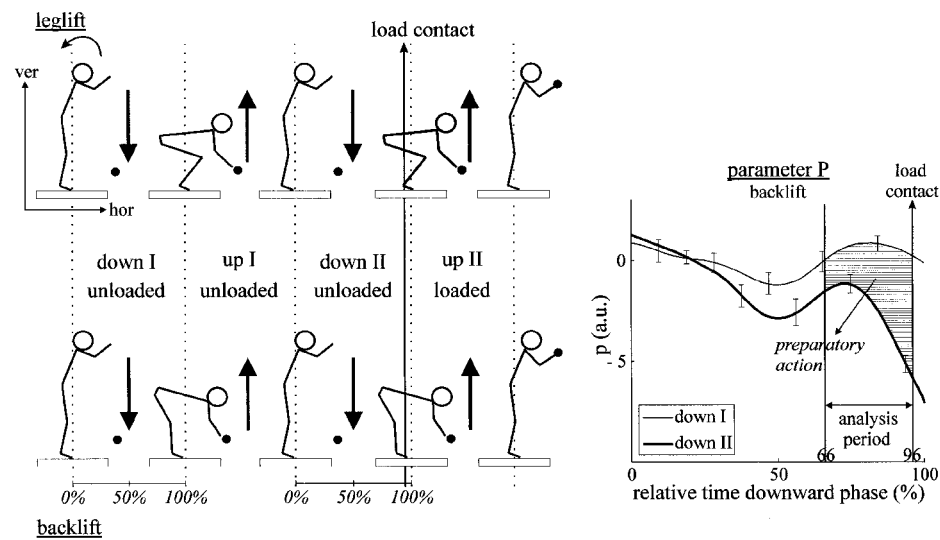 leglift
load contact
ver
hor
down I
unloaded
up I
unloaded
down II
unloaded
up II
loaded
0% 50% 100% 0% 50% 100%
backlift
parameter P
backlift
load
contact
0
5
p (a.u.)
preparatory
action
down I
down II
analysis
period
66
96
0 50 100
relative time downward phase (%)